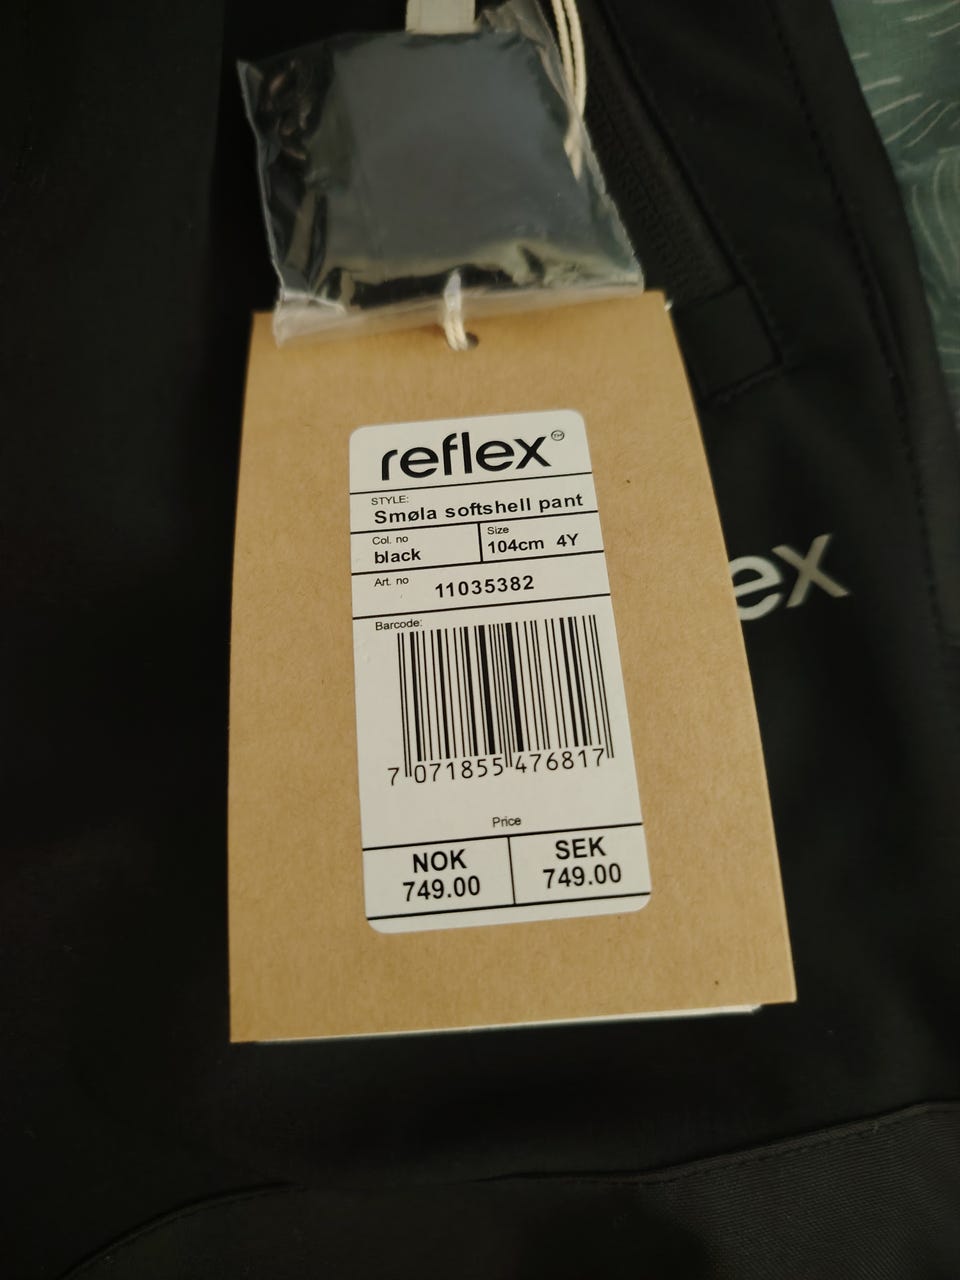 reflex™
STYLE:
Smøla softshell pant
Col. no
black
Size
104cm 4Y
Art. no 11035382
Barcode:
7 071855 476817
Price
NOK
749.00
SEK
749.00
ex